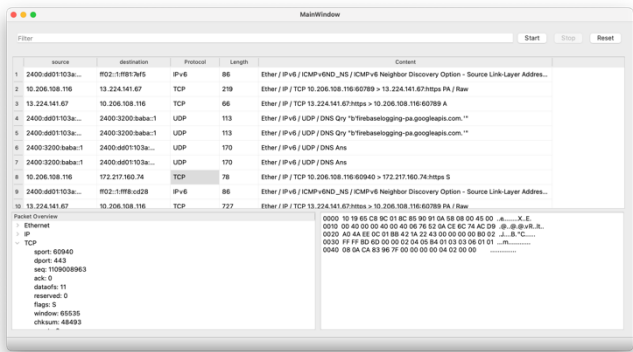 MainWindow
Filter Start Stop Reset
source destination Protocol Length Content
1 2400:dd01:103a:... ff02::1:ff81:7ef5 IPv6 86 Ether / IPv6 / ICMPv6ND_NS / ICMPv6 Neighbor Discovery Option - Source Link-Layer Addres...
2 10.206.108.116 13.224.141.67 TCP 219 Ether / IP / TCP 10.206.108.116:60789 > 13.224.141.67:https PA / Raw
3 13.224.141.67 10.206.108.116 TCP 66 Ether / IP / TCP 13.224.141.67:https > 10.206.108.116:60789 A
4 2400:dd01:103a:... 2400:3200:baba::1 UDP 113 Ether / IPv6 / UDP / DNS Qry "b'firebaselogging-pa.googleapis.com.'"
5 2400:dd01:103a:... 2400:3200:baba::1 UDP 113 Ether / IPv6 / UDP / DNS Qry "b'firebaselogging-pa.googleapis.com.'"
6 2400:3200:baba::1 2400:dd01:103a:... UDP 170 Ether / IPv6 / UDP / DNS Ans
7 2400:3200:baba::1 2400:dd01:103a:... UDP 170 Ether / IPv6 / UDP / DNS Ans
8 10.206.108.116 172.217.160.74 TCP 78 Ether / IP / TCP 10.206.108.116:60940 > 172.217.160.74:https S
9 2400:dd01:103a:... ff02::1:fff8:cd28 IPv6 86 Ether / IPv6 / ICMPv6ND_NS / ICMPv6 Neighbor Discovery Option - Source Link-Layer Addres...
10 13.224.141.67 10.206.108.116 TCP 727 Ether / IP / TCP 13.224.141.67:https > 10.206.108.116:60789 PA / Raw
Packet Overview
Ethernet
IP
TCP
sport: 60940
dport: 443
seq: 1109008963
ack: 0
dataofs: 11
reserved: 0
flags: S
window: 65535
chksum: 48493
0000 10 19 65 C8 9C 01 8C 85 90 91 0A 58 08 00 45 00 ..e........X..E.
0010 00 40 00 00 40 00 40 06 76 52 0A CE 6C 74 AC D9 .@..@.@.vR..lt..
0020 A0 4A EE 0C 01 BB 42 1A 22 43 00 00 00 00 B0 02 .J....B."C......
0030 FF FF BD 6D 00 00 02 04 05 84 01 03 03 06 01 01 ...m............
0040 08 0A CA 83 96 7F 00 00 00 00 04 02 00 00 ..............